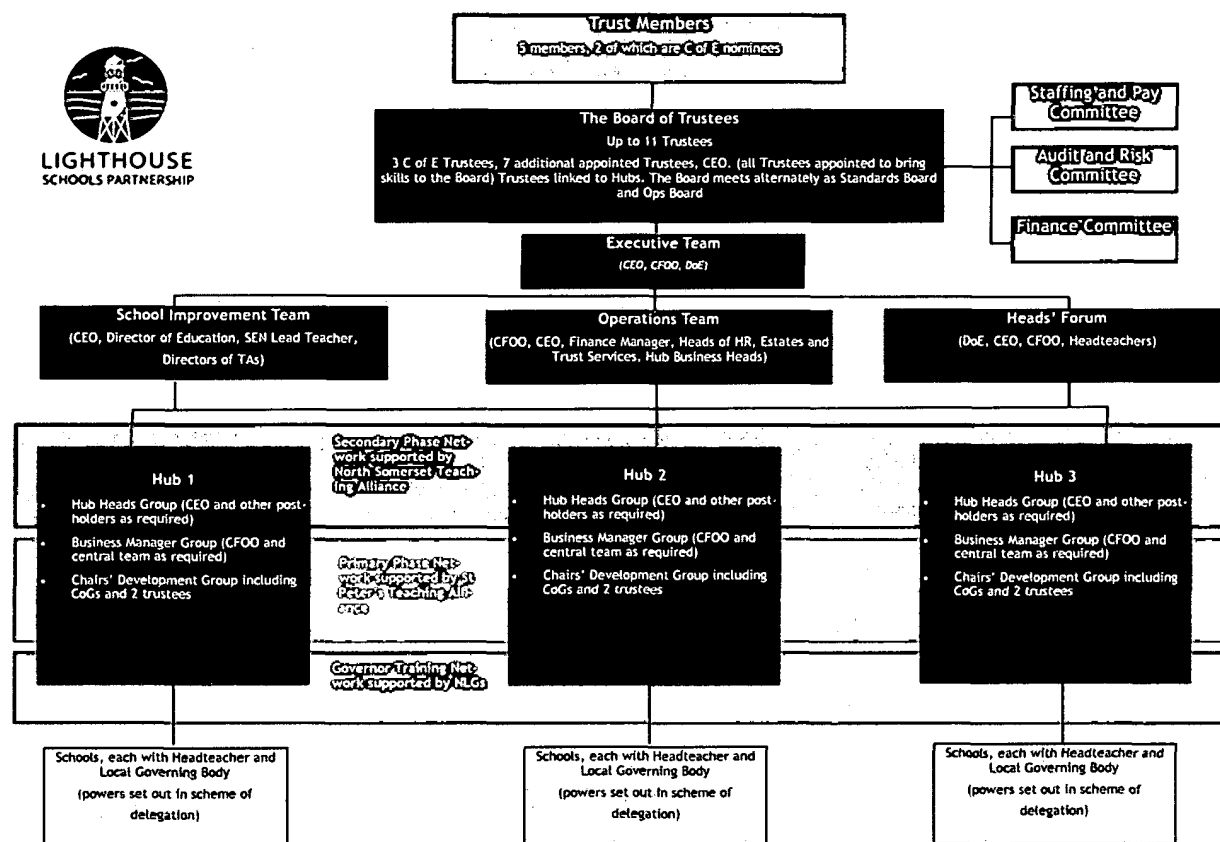 Trust Members
5 members, 2 of which are C of E nominees
LIGHTHOUSE
SCHOOLS PARTNERSHIP
The Board of Trustees
Up to 11 Trustees
3 C of E Trustees, 7 additional appointed Trustees, CEO. (all Trustees appointed to bring
skills to the Board) Trustees linked to Hubs. The Board meets alternately as Standards Board
and Ops Board
Staffing and Pay
Committee
Audit and Risk
Committee
Finance Committee
Executive Team
(CEO, CFOO, DoE)
School Improvement Team
(CEO, Director of Education, SEN Lead Teacher,
Directors of TAs)
Operations Team
(CFOO, CEO, Finance Manager, Heads of HR, Estates and
Trust Services, Hub Business Heads)
Heads' Forum
(DoE, CEO, CFOO, Headteachers)
Secondary Phase Net-
work supported by
North Somerset Teach-
ing Alliance
Primary Phase Net-
work supported by St
Peter's Teaching Alli-
ance
Governor Training Net-
work supported by NLGs
Hub 1
• Hub Heads Group (CEO and other post-
holders as required)
• Business Manager Group (CFOO and
central team as required)
• Chairs' Development Group including
CoGs and 2 trustees
Hub 2
• Hub Heads Group (CEO and other post-
holders as required)
• Business Manager Group (CFOO and
central team as required)
• Chairs' Development Group including
CoGs and 2 trustees
Hub 3
• Hub Heads Group (CEO and other post-
holders as required)
• Business Manager Group (CFOO and
central team as required)
• Chairs' Development Group including
CoGs and 2 trustees
Schools, each with Headteacher and
Local Governing Body
(powers set out in scheme of
delegation)
Schools, each with Headteacher and
Local Governing Body
(powers set out in scheme of
delegation)
Schools, each with Headteacher and
Local Governing Body
(powers set out in scheme of
delegation)